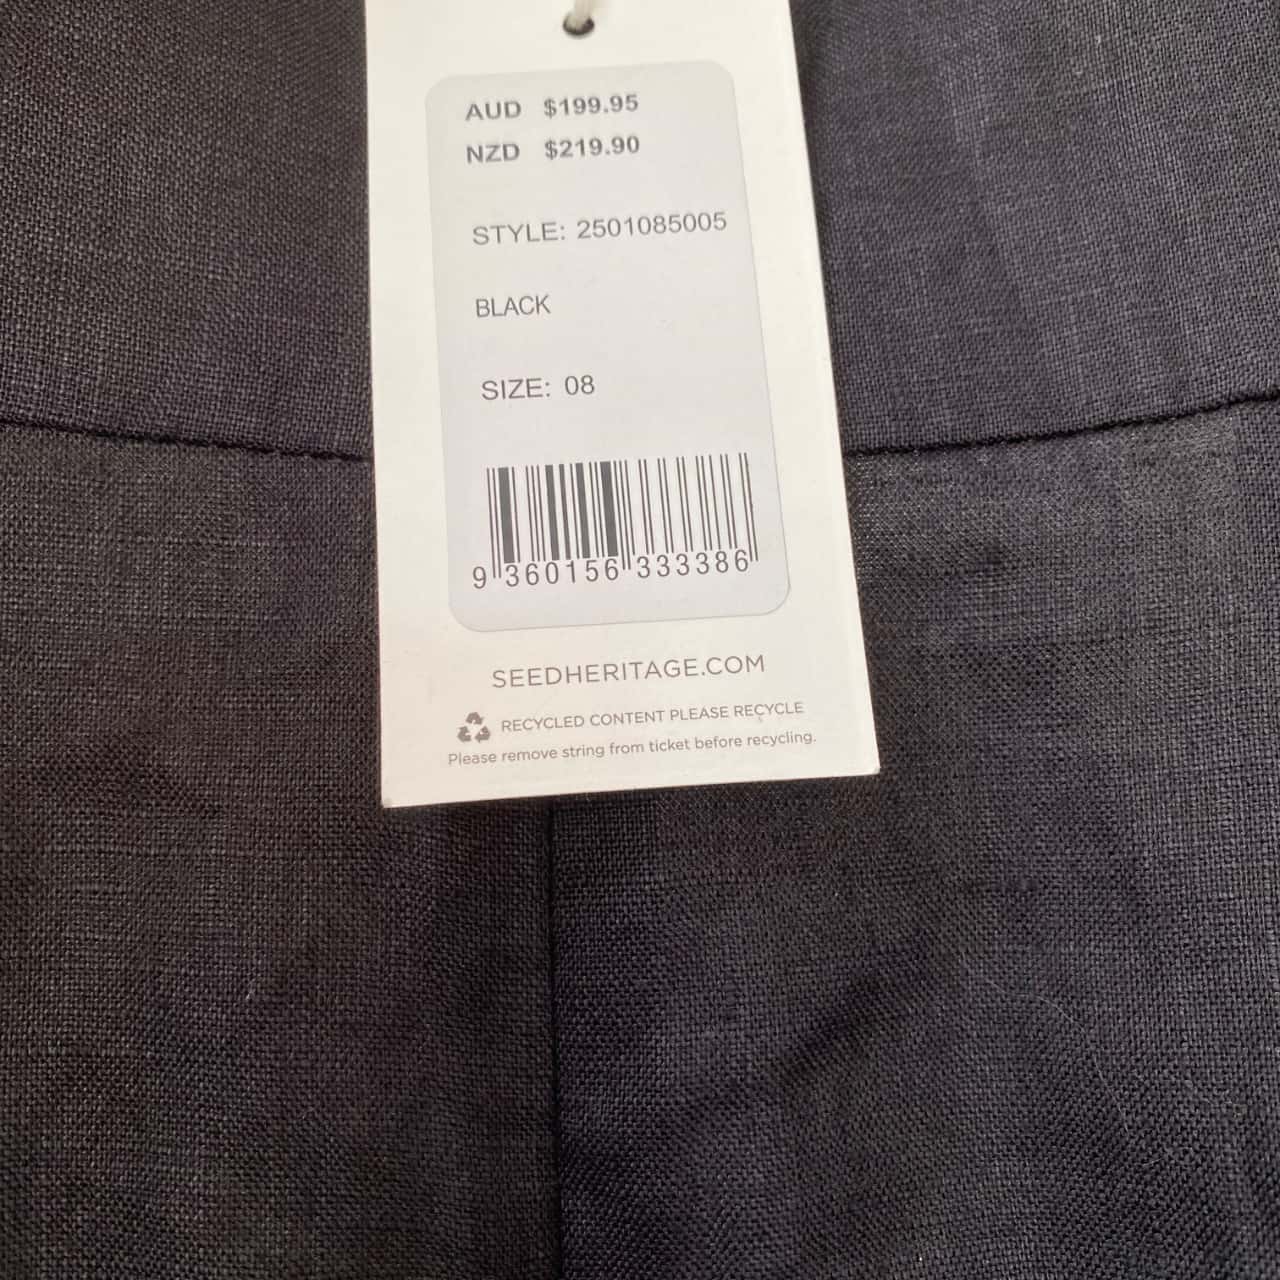 AUD $199.95
NZD $219.90
STYLE: 2501085005
BLACK
SIZE: 08
9 360156 333386
SEEDHERITAGE.COM
RECYCLED CONTENT PLEASE RECYCLE
Please remove string from ticket before recycling.